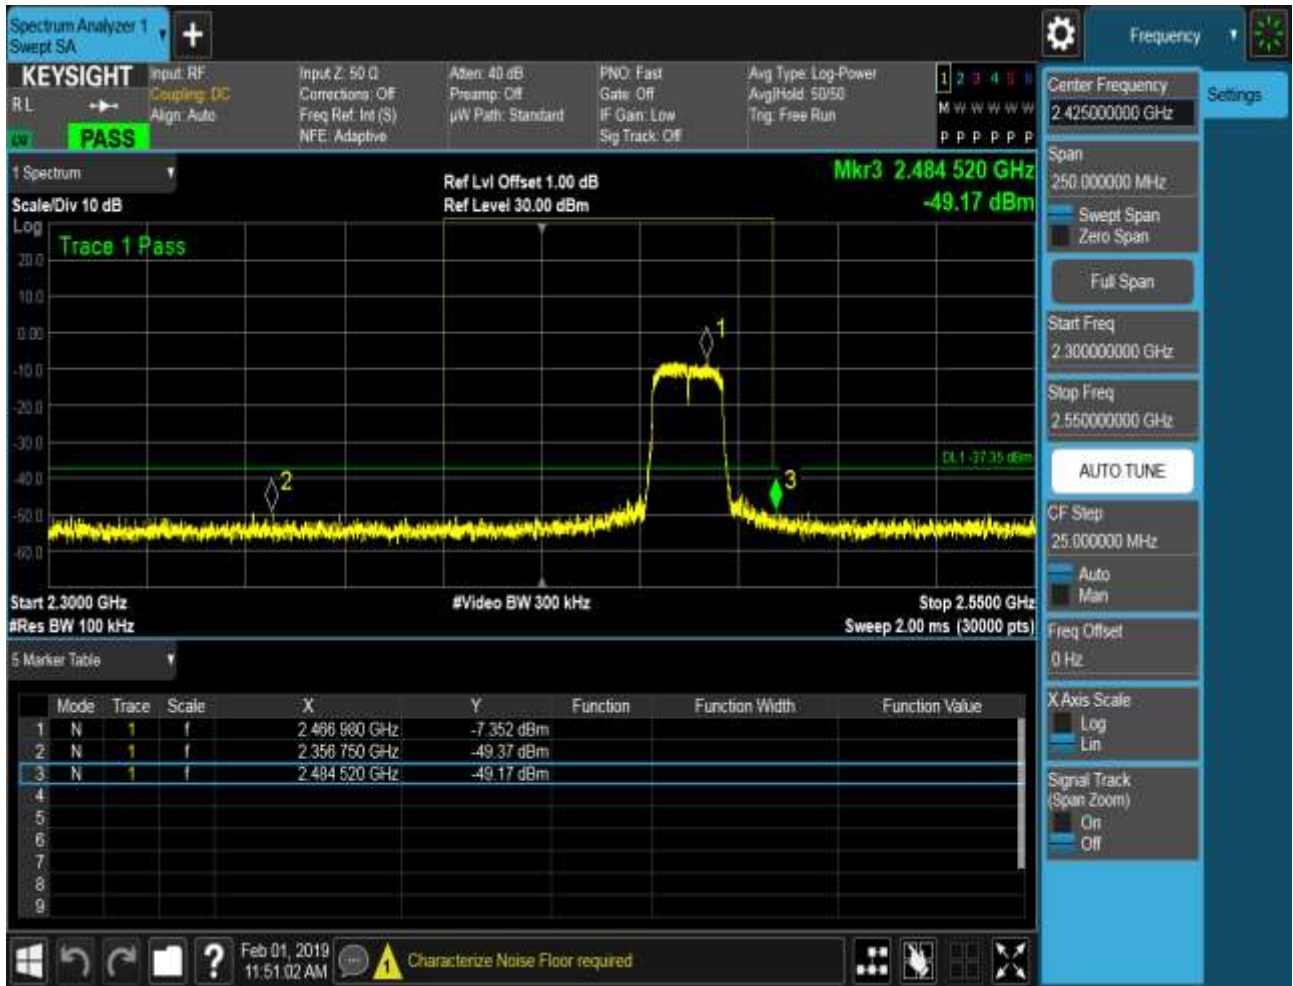 Spectrum Analyzer 1
Swept SA
Frequency
KEYSIGHT
R L
LXI
PASS
Input: RF
Coupling: DC
Align: Auto
Input Z: 50 Ω
Corrections: Off
Freq Ref: Int (S)
NFE: Adaptive
Atten: 40 dB
Preamp: Off
µW Path: Standard
PNO: Fast
Gate: Off
IF Gain: Low
Sig Track: Off
Avg Type: Log-Power
Avg|Hold: 50/50
Trig: Free Run
1 2 3 4 5 6
M W W W W W
P P P P P P
1 Spectrum
Scale/Div 10 dB
Ref Lvl Offset 1.00 dB
Ref Level 30.00 dBm
Mkr3 2.484 520 GHz
-49.17 dBm
Log
Trace 1 Pass
20.0
10.0
0.00
-10.0
-20.0
-30.0
-40.0
-50.0
-60.0
1
2
3
DL1 -37.35 dBm
Start 2.3000 GHz
#Video BW 300 kHz
Stop 2.5500 GHz
#Res BW 100 kHz
Sweep 2.00 ms (30000 pts)
5 Marker Table
Mode Trace Scale X Y Function Function Width Function Value
1 N 1 f 2.466 980 GHz -7.352 dBm
2 N 1 f 2.356 750 GHz -49.37 dBm
3 N 1 f 2.484 520 GHz -49.17 dBm
4
5
6
7
8
9
Feb 01, 2019
11:51:02 AM
1
Characterize Noise Floor required
Center Frequency
2.425000000 GHz
Settings
Span
250.000000 MHz
Swept Span
Zero Span
Full Span
Start Freq
2.300000000 GHz
Stop Freq
2.550000000 GHz
AUTO TUNE
CF Step
25.000000 MHz
Auto
Man
Freq Offset
0 Hz
X Axis Scale
Log
Lin
Signal Track
(Span Zoom)
On
Off